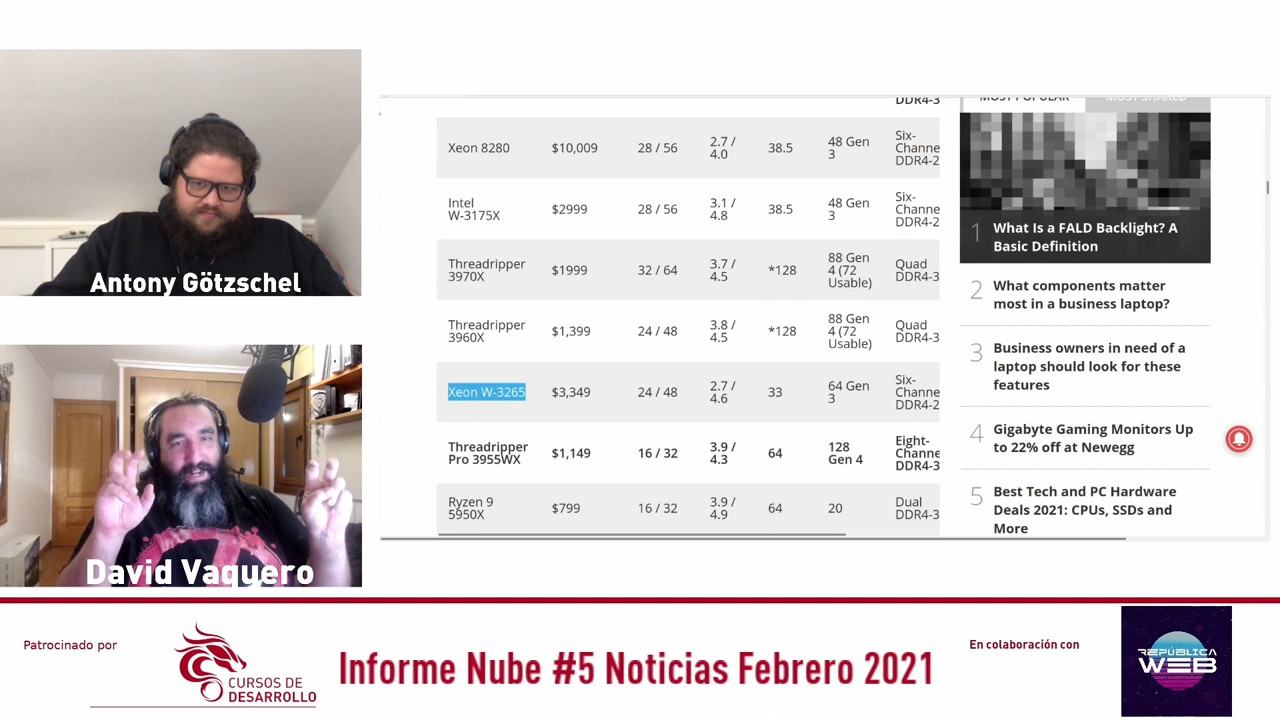 Antony Götzschel
David Vaquero
DDR4-3
Xeon 8280 $10,009 28 / 56 2.7 / 4.0 38.5 48 Gen 3 Six-Channe DDR4-2
Intel W-3175X $2999 28 / 56 3.1 / 4.8 38.5 48 Gen 3 Six-Channe DDR4-2
Threadripper 3970X $1999 32 / 64 3.7 / 4.5 *128 88 Gen 4 (72 Usable) Quad DDR4-3
Threadripper 3960X $1,399 24 / 48 3.8 / 4.5 *128 88 Gen 4 (72 Usable) Quad DDR4-3
Xeon W-3265 $3,349 24 / 48 2.7 / 4.6 33 64 Gen 3 Six-Channe DDR4-2
Threadripper Pro 3955WX $1,149 16 / 32 3.9 / 4.3 64 128 Gen 4 Eight-Channe DDR4-3
Ryzen 9 5950X $799 16 / 32 3.9 / 4.9 64 20 Dual DDR4-3
MOST POPULAR MOST SHARED
1 What Is a FALD Backlight? A
Basic Definition
2 What components matter
most in a business laptop?
3 Business owners in need of a
laptop should look for these
features
4 Gigabyte Gaming Monitors Up
to 22% off at Newegg
5 Best Tech and PC Hardware
Deals 2021: CPUs, SSDs and
More
Patrocinado por
CURSOS DE
DESARROLLO
Informe Nube #5 Noticias Febrero 2021
En colaboración con
REPÚBLICA
WEB